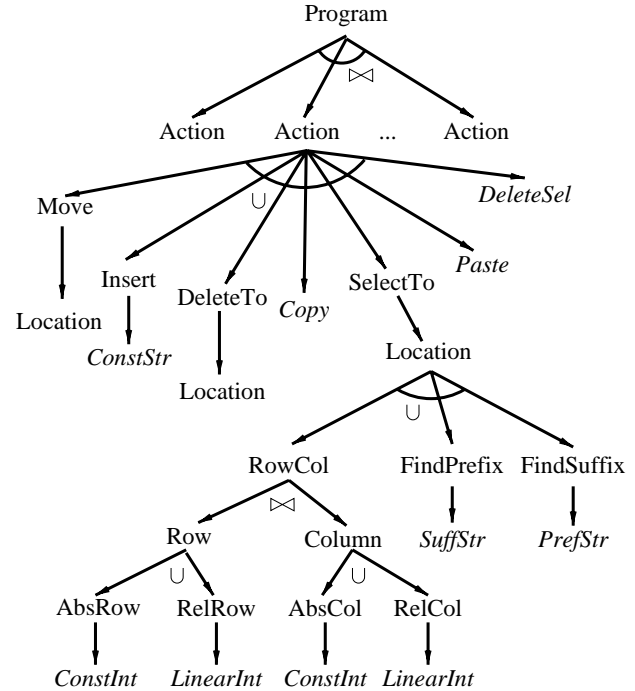 Program
⋈
Action Action ... Action
DeleteSel
Move
∪
Paste
Insert
SelectTo
DeleteTo
Copy
Location
ConstStr
Location
Location
∪
RowCol FindPrefix FindSuffix
⋈
Row Column SuffStr PrefStr
∪ ∪
AbsRow RelRow AbsCol RelCol
ConstInt LinearInt ConstInt LinearInt